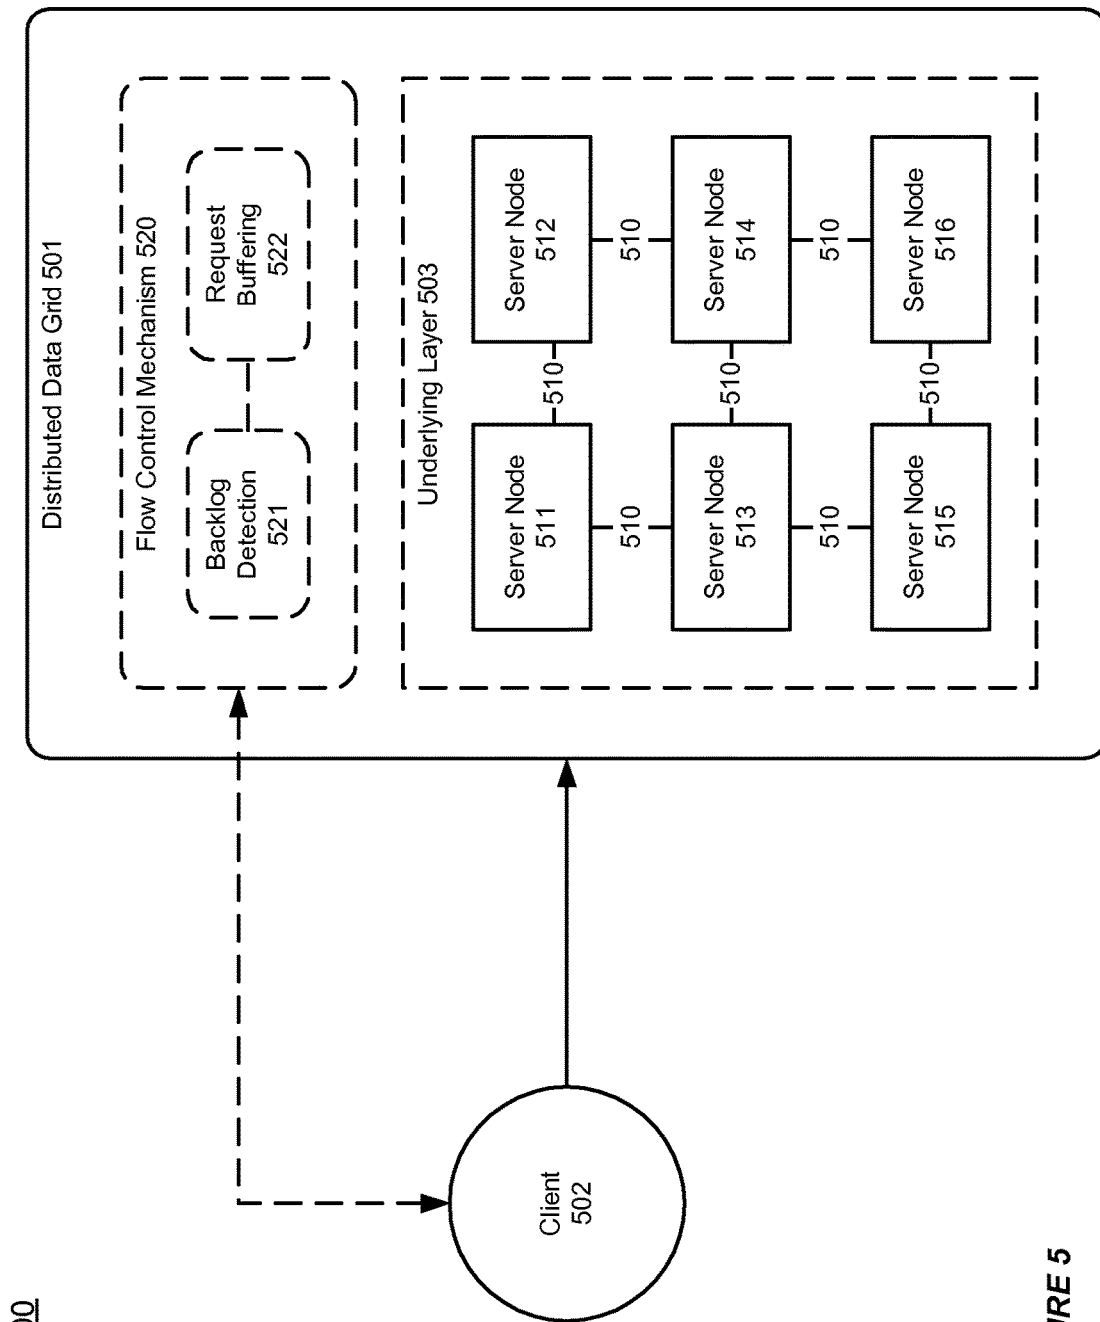 00
Distributed Data Grid 501
Flow Control Mechanism 520
Backlog
Detection
521
Request
Buffering
522
Underlying Layer 503
Client
502
Server Node
511
510
Server Node
512
510
510
Server Node
513
510
Server Node
514
510
510
Server Node
515
510
Server Node
516
IRE 5